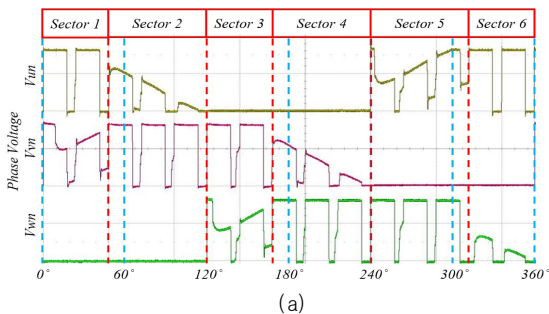 Sector 1 Sector 2 Sector 3 Sector 4 Sector 5 Sector 6
Phase Voltage
Vun
Vvn
Vwn
0° 60° 120° 180° 240° 300° 360°
(a)